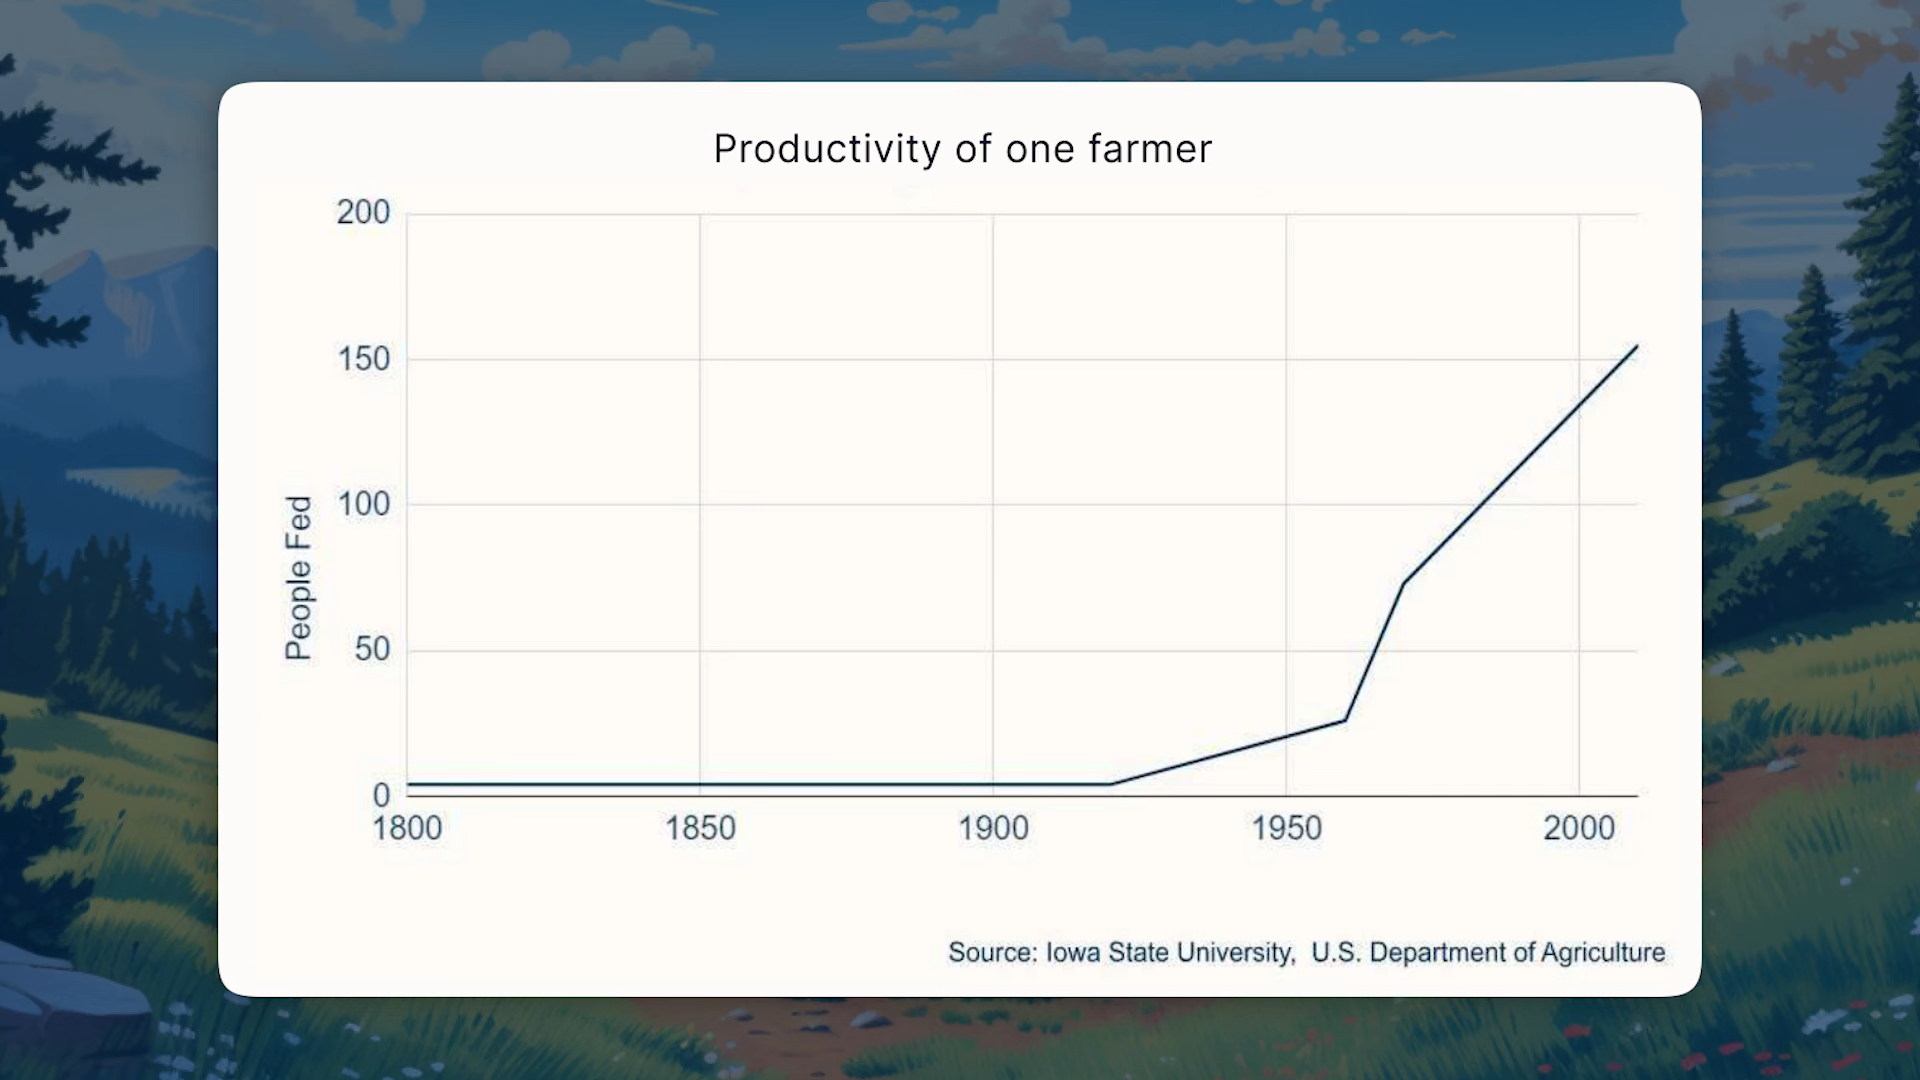 Productivity of one farmer
200
150
100
50
0
People Fed
1800 1850 1900 1950 2000
Source: Iowa State University, U.S. Department of Agriculture